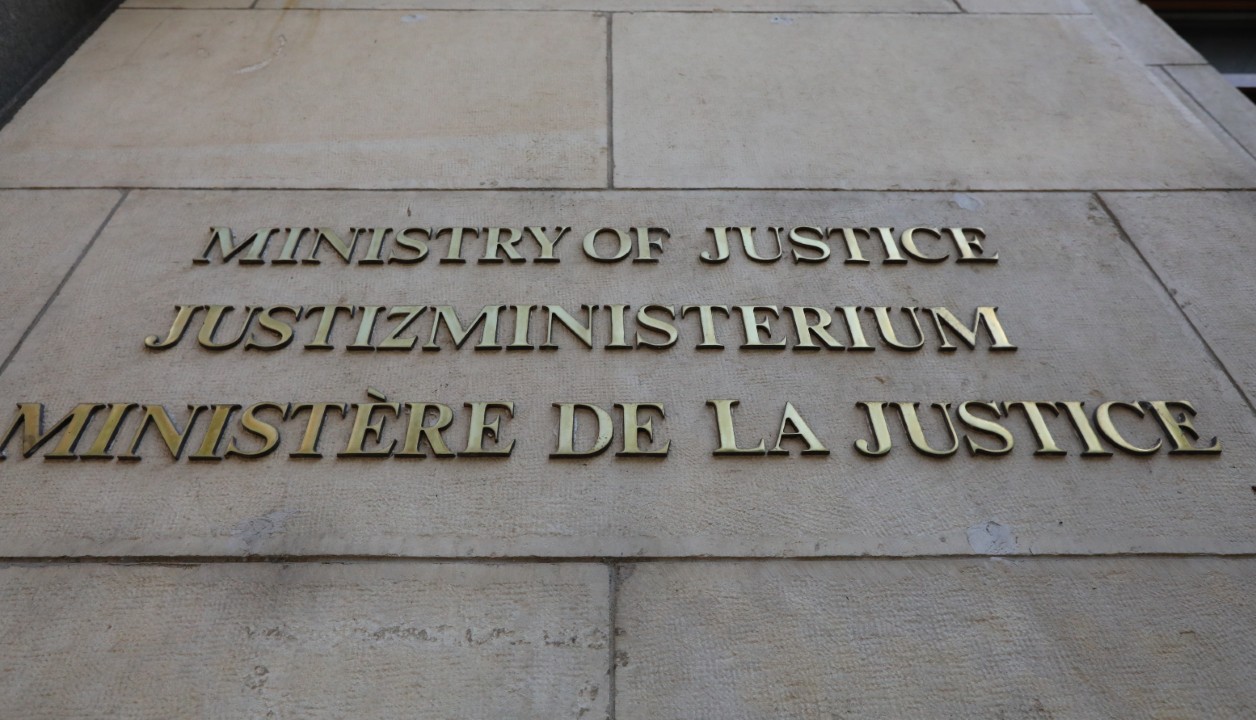 MINISTRY OF JUSTICE
JUSTIZMINISTERIUM
MINISTÈRE DE LA JUSTICE